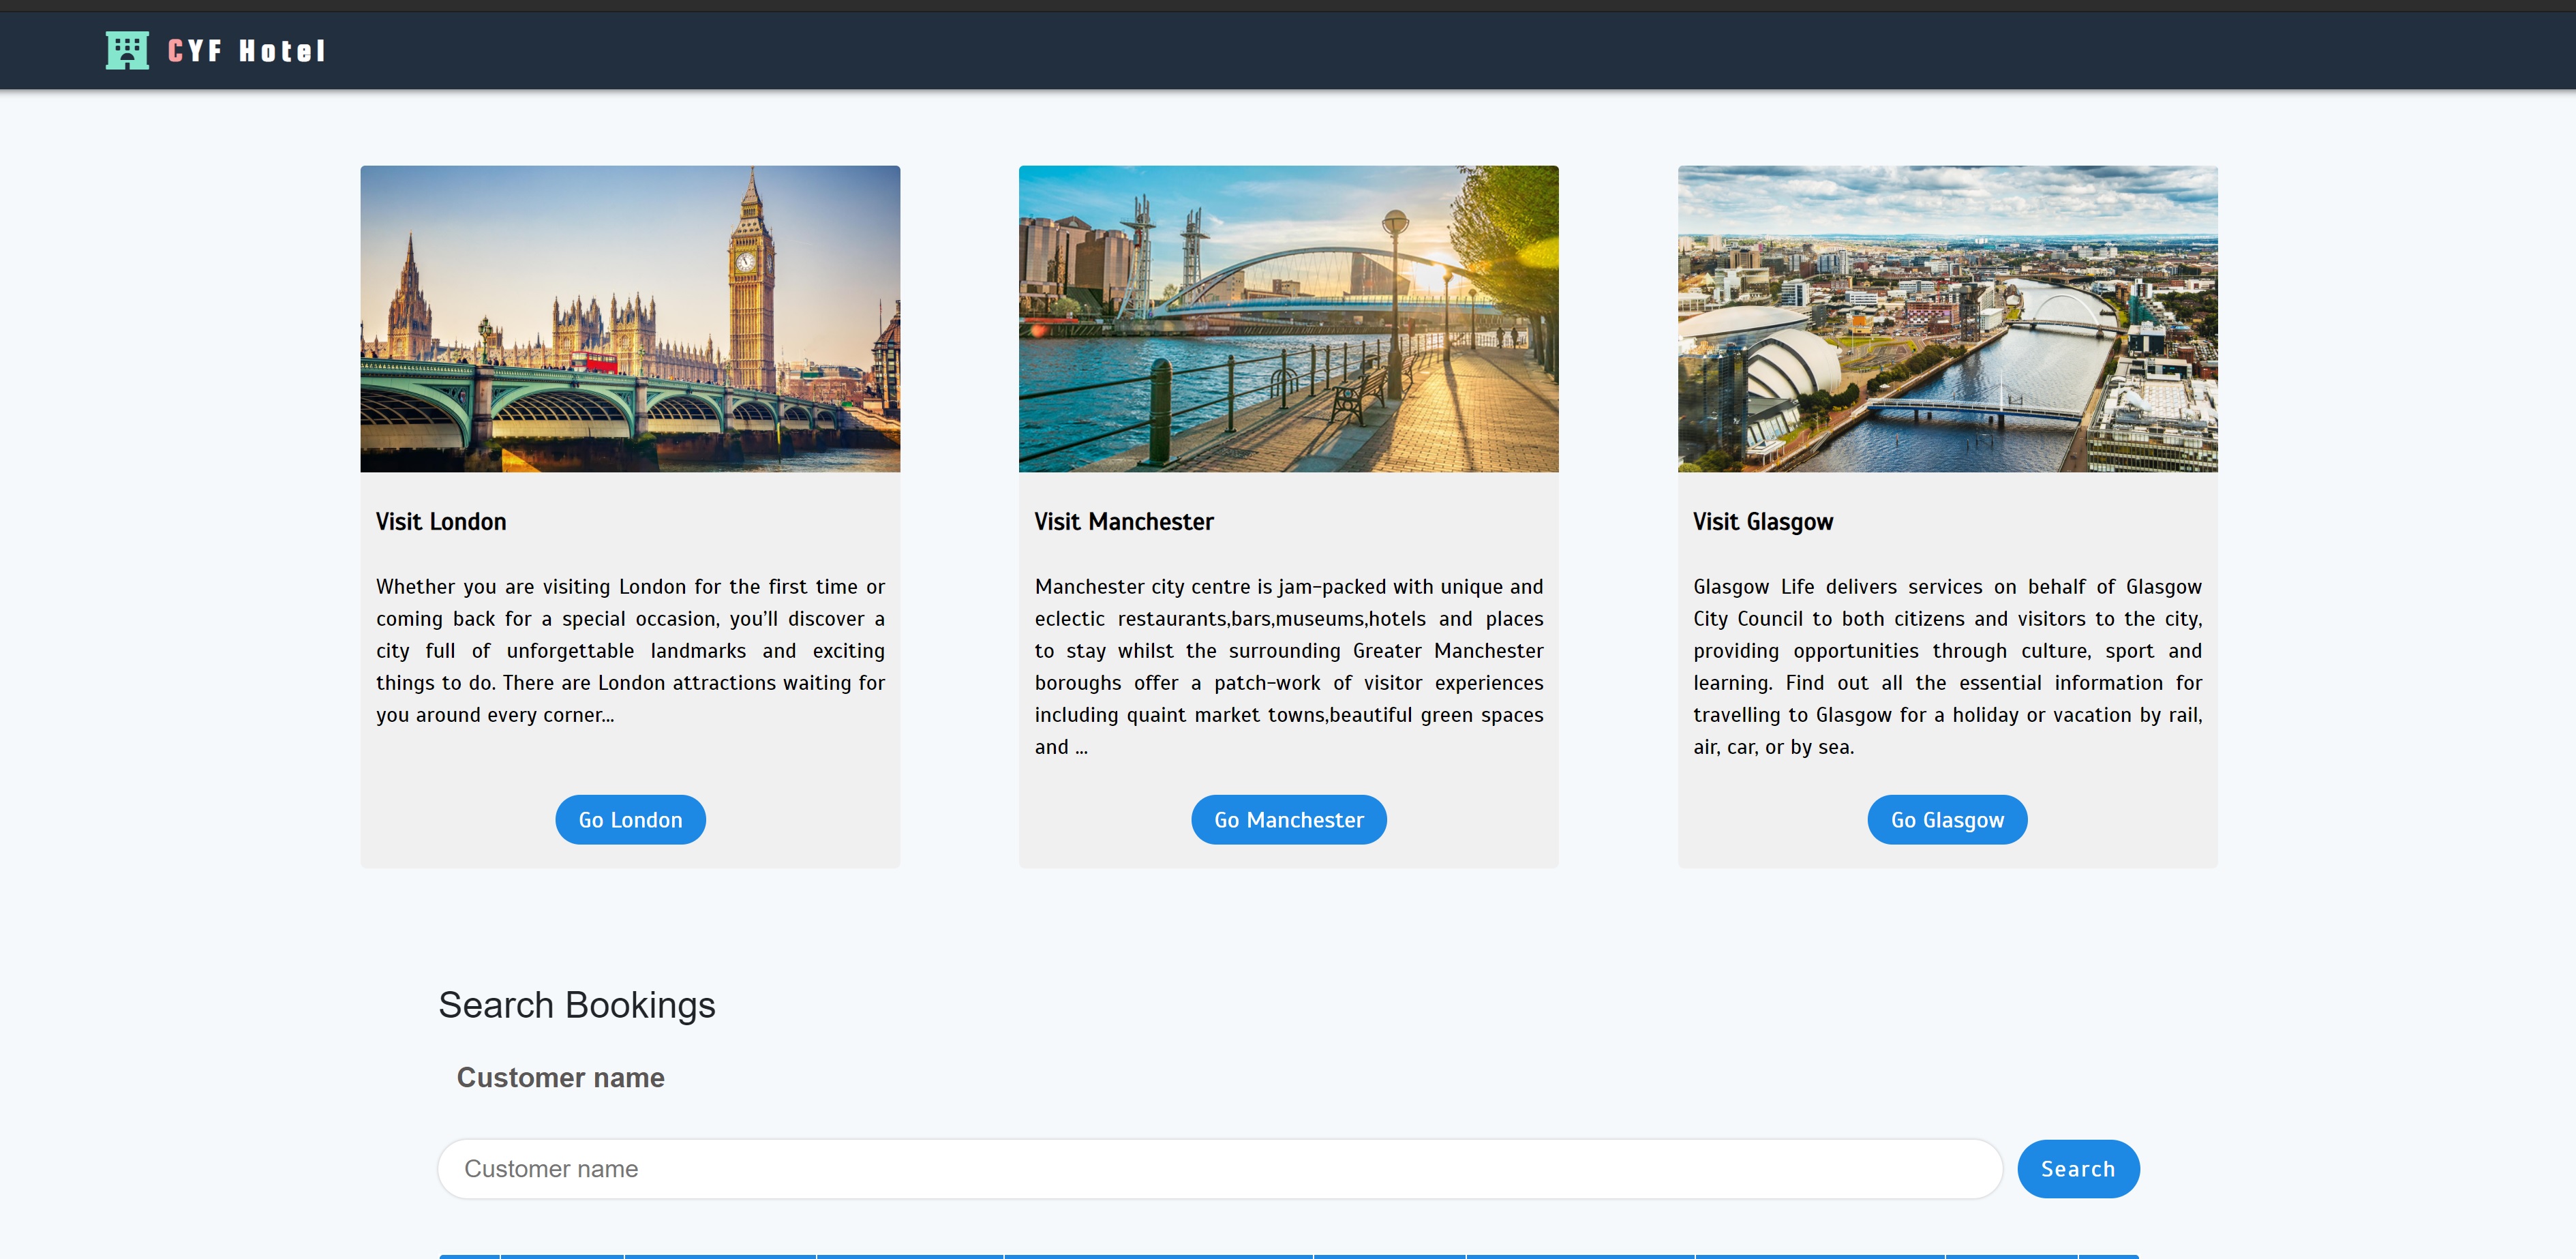 CYF Hotel
Visit London
Whether you are visiting London for the first time or
coming back for a special occasion, you’ll discover a
city full of unforgettable landmarks and exciting
things to do. There are London attractions waiting for
you around every corner...
Go London
Visit Manchester
Manchester city centre is jam-packed with unique and
eclectic restaurants,bars,museums,hotels and places
to stay whilst the surrounding Greater Manchester
boroughs offer a patch-work of visitor experiences
including quaint market towns,beautiful green spaces
and ...
Go Manchester
Visit Glasgow
Glasgow Life delivers services on behalf of Glasgow
City Council to both citizens and visitors to the city,
providing opportunities through culture, sport and
learning. Find out all the essential information for
travelling to Glasgow for a holiday or vacation by rail,
air, car, or by sea.
Go Glasgow
Search Bookings
Customer name
Customer name
Search